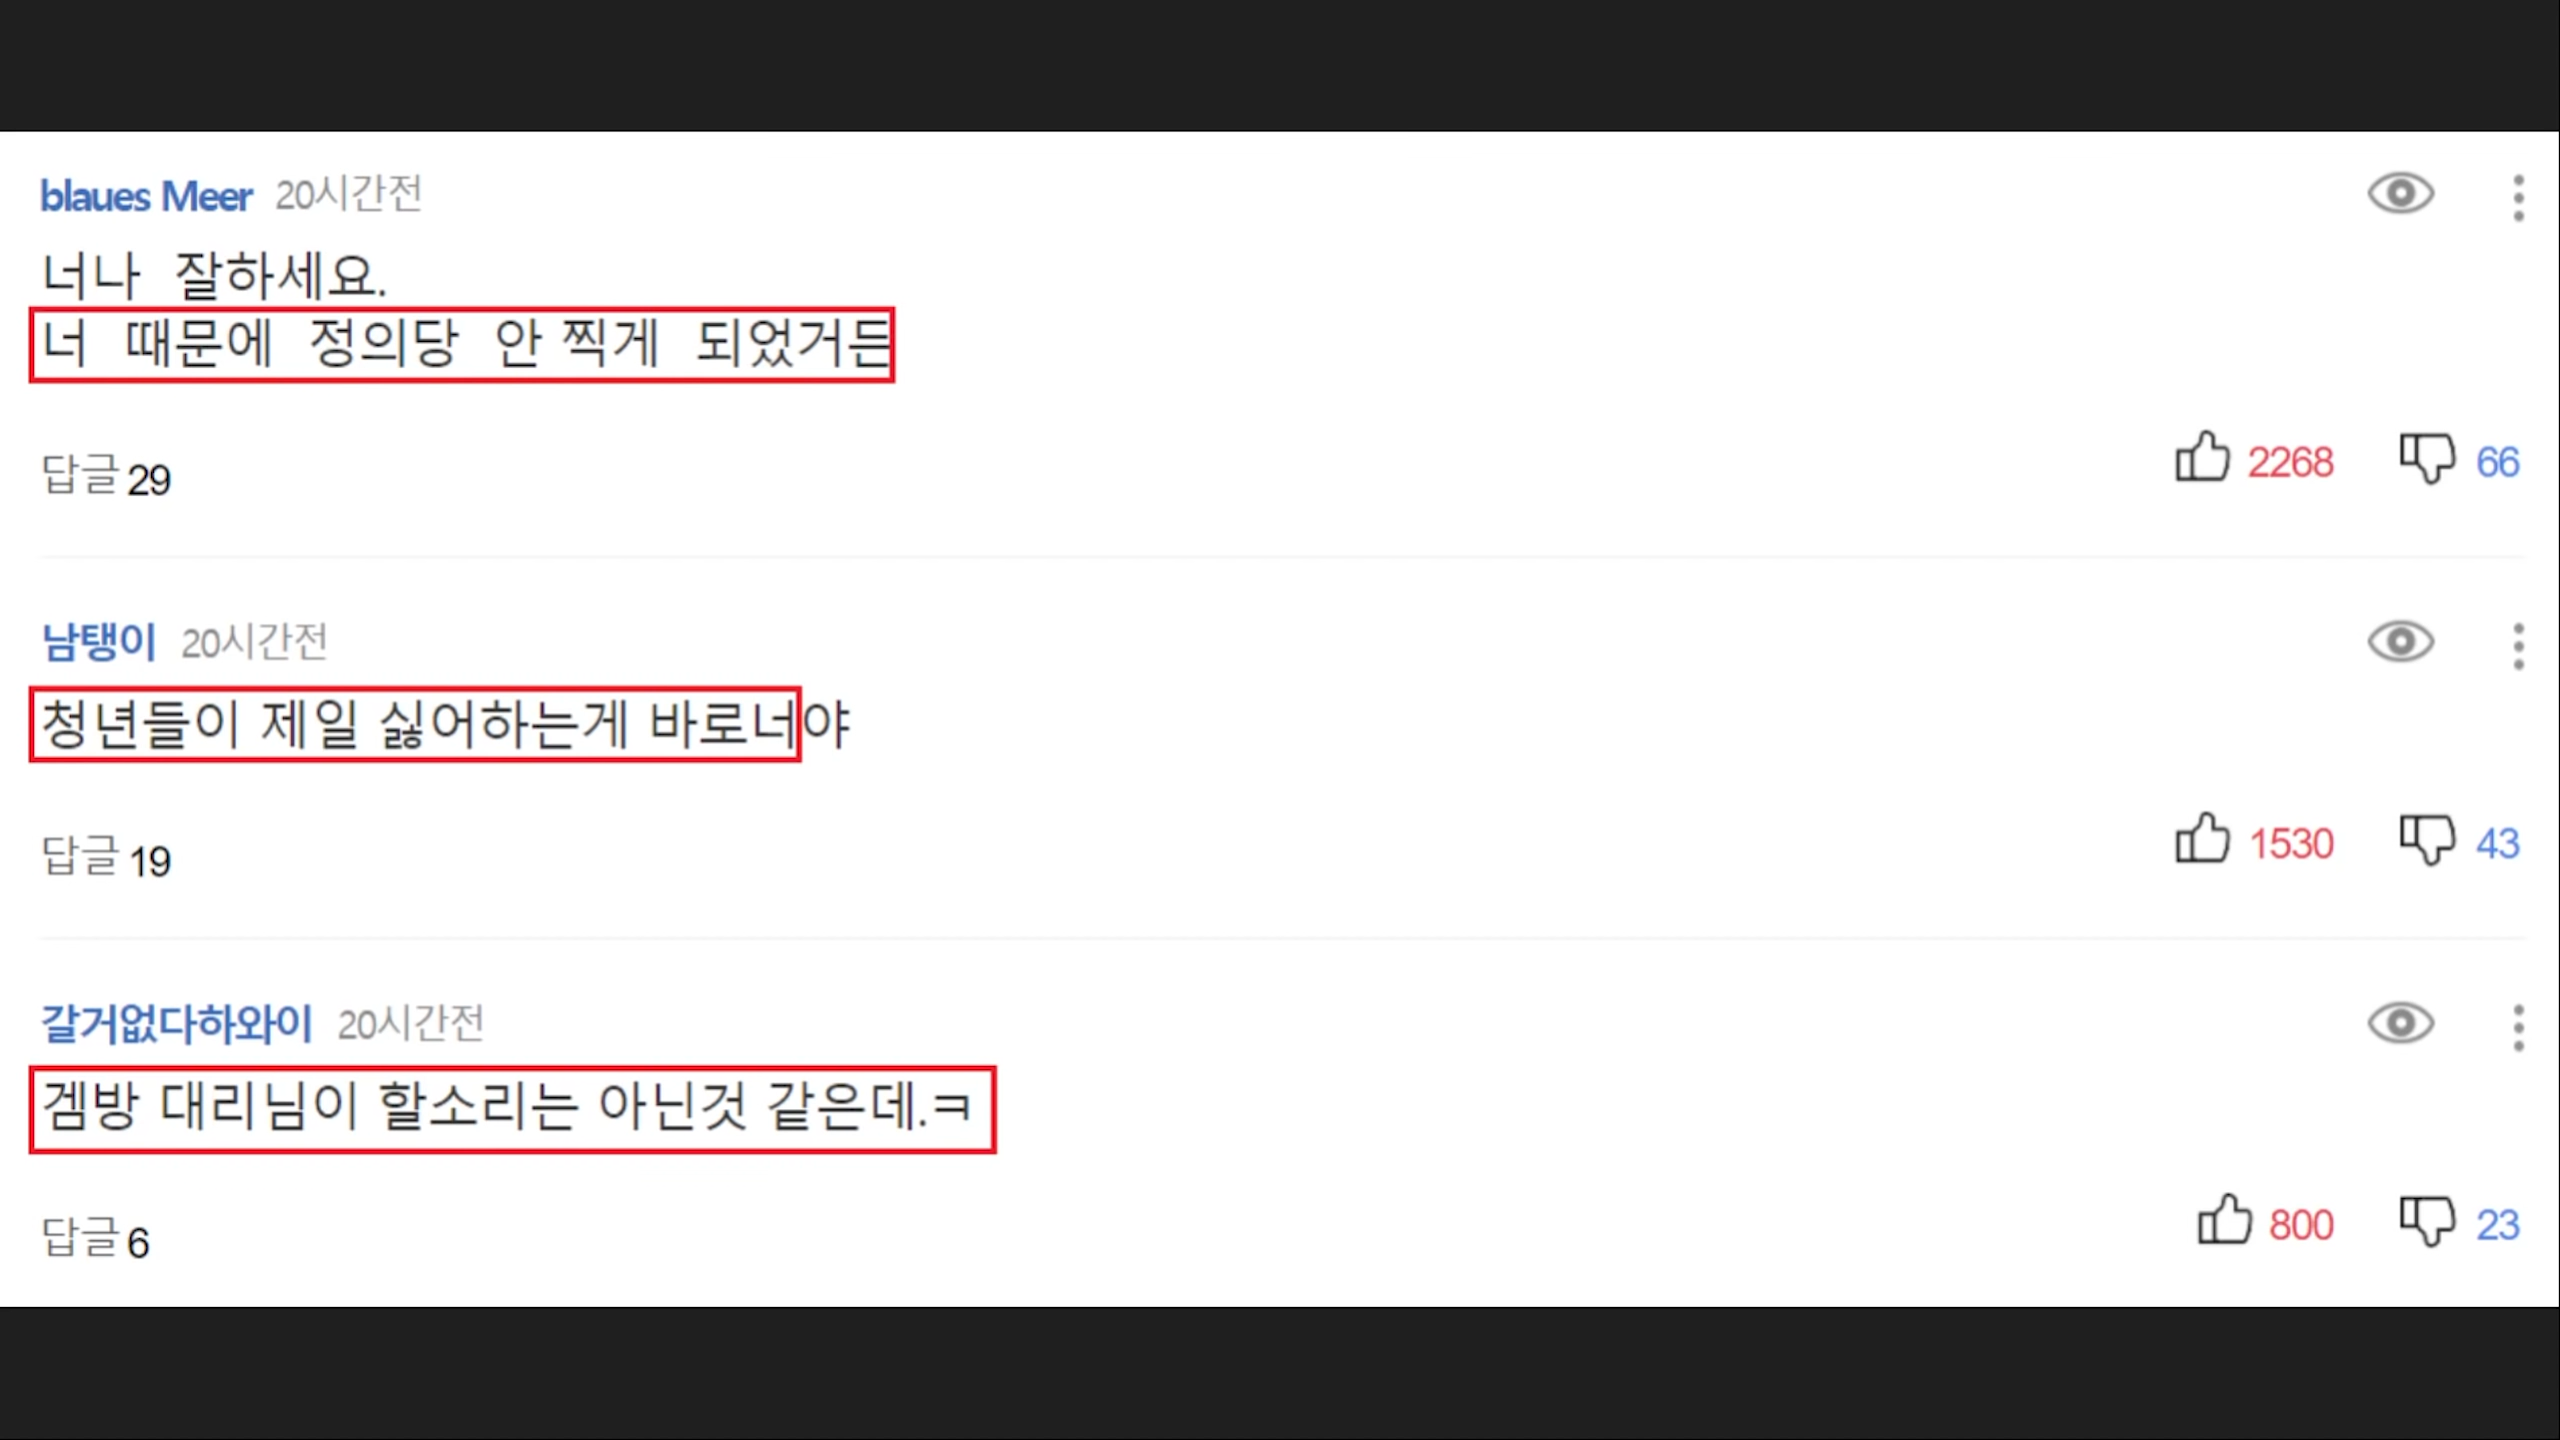 blaues Meer 20시간전
너나 잘하세요.
너 때문에 정의당 안 찍게 되었거든
답글 29
2268 66
남탱이 20시간전
청년들이 제일 싫어하는게 바로너야
답글 19
1530 43
갈거없다하와이 20시간전
겜방 대리님이 할소리는 아닌것 같은데.ㅋ
답글 6
800 23